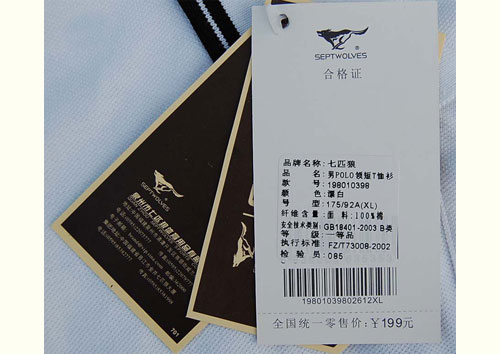 SEPTWOLVES
®
合格证
品牌名称:七匹狼
品 名:男POLO领短T恤衫
款 号:198010398
颜 色:漂白
型 号:175/92A(XL)
纤维含量:面料:100%棉
安全技术类别:GB18401-2003 B类
等 级:一等品
执行标准:FZ/T73008-2002
检 验 员:085
19801039802612XL
全国统一零售价:¥199元
SEPTWOLVES
701